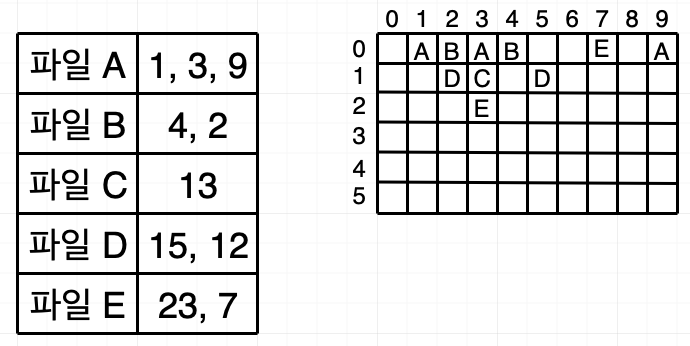 파일 A 1, 3, 9
파일 B 4, 2
파일 C 13
파일 D 15, 12
파일 E 23, 7
0 1 2 3 4 5 6 7 8 9
0 A B A B E A
1 D C D
2 E
3
4
5